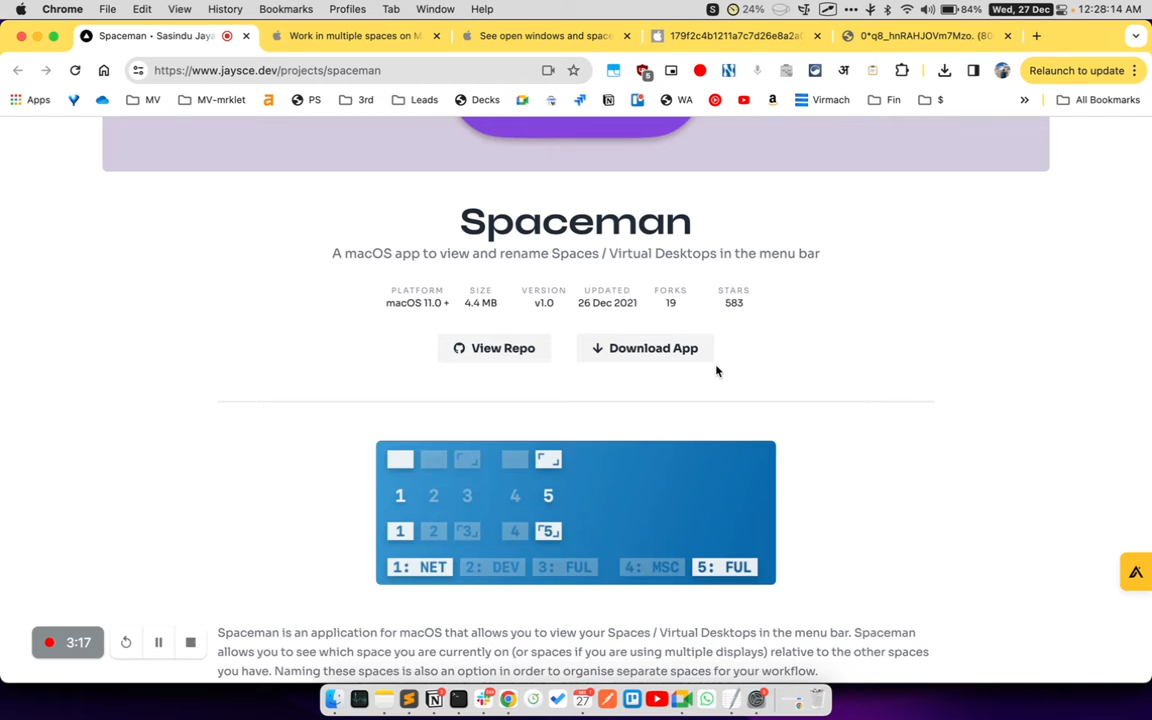 Chrome File Edit View History Bookmarks Profiles Tab Window Help S 24% 84% Wed, 27 Dec 12:28:14 AM
Spaceman • Sasindu Jaya Work in multiple spaces on M See open windows and space 179f2c4b1211a7c7d26e8a2a 0*q8_hnRAHJOVm7Mzo. (80
https://www.jaysce.dev/projects/spaceman 5 अ Relaunch to update
Apps MV MV-mrklet PS 3rd Leads Decks WA Virmach Fin $ » All Bookmarks
Spaceman
A macOS app to view and rename Spaces / Virtual Desktops in the menu bar
PLATFORM SIZE VERSION UPDATED FORKS STARS
macOS 11.0 + 4.4 MB v1.0 26 Dec 2021 19 583
View Repo Download App
1 2 3 4 5
1 2 3 4 5
1: NET 2: DEV 3: FUL 4: MSC 5: FUL
3:17
Spaceman is an application for macOS that allows you to view your Spaces / Virtual Desktops in the menu bar. Spaceman
allows you to see which space you are currently on (or spaces if you are using multiple displays) relative to the other spaces
you have. Naming these spaces is also an option in order to organise separate spaces for your workflow.
27